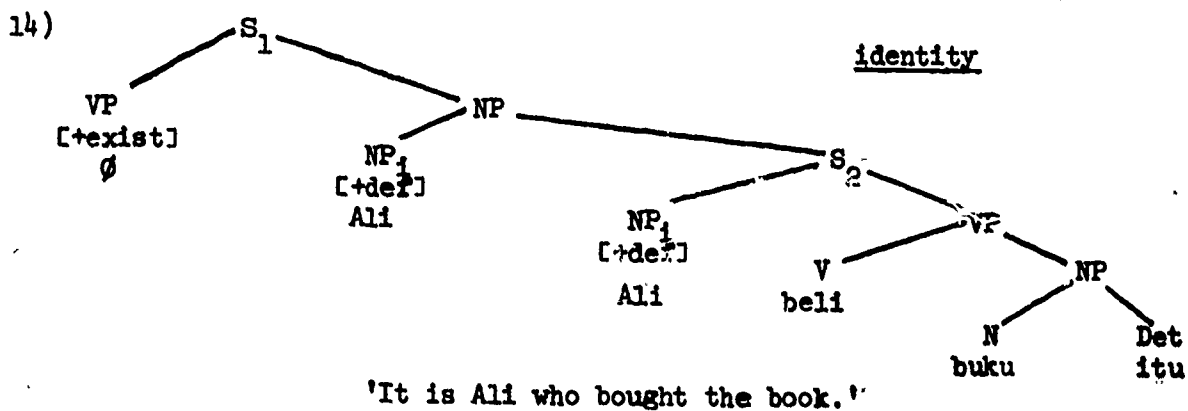 14) S1
identity
VP NP
[+exist] NPi S2
Ø [+def]
Ali NPi VP
[+def] V NP
Ali beli
N Det
buku itu
'It is Ali who bought the book.'